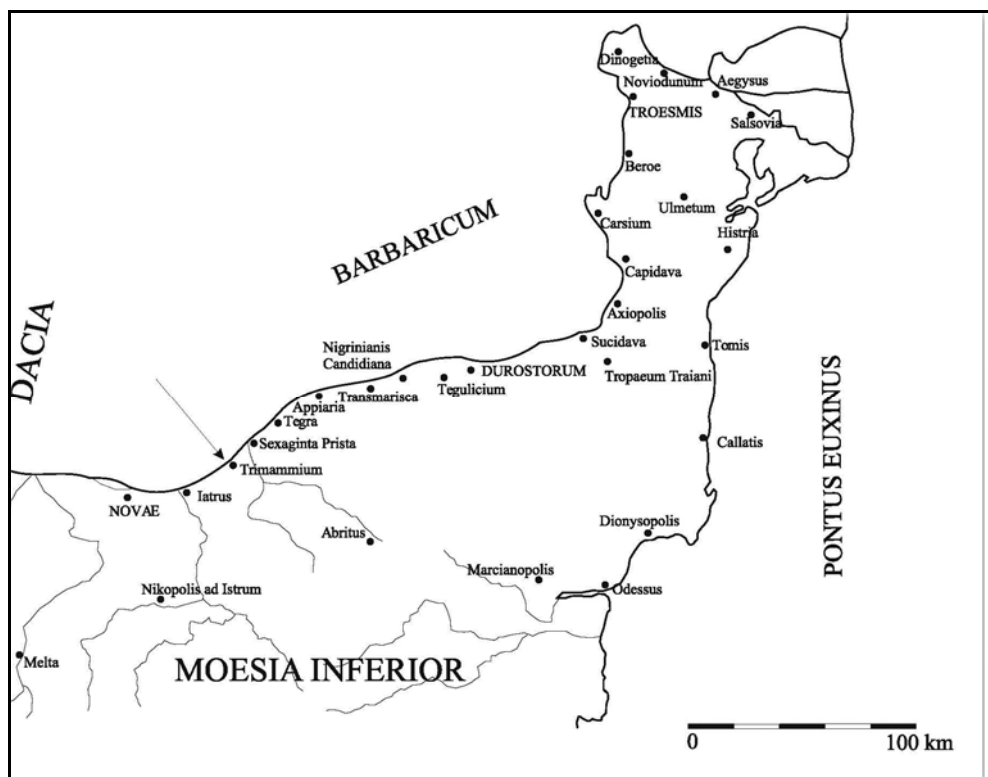 Dinogetia
Noviodunum
Aegysus
TROESMIS
Salsovia
Beroe
Ulmetum
Carsium
Histria
BARBARICUM
Capidava
Axiopolis
DACIA
Nigrinianis
Candidiana
Sucidava
Tomis
DUROSTORUM
Tropaeum Traiani
Tegulicium
Transmarisca
Appiaria
Tegra
Sexaginta Prista
Callatis
Trimammium
PONTUS EUXINUS
Iatrus
NOVAE
Dionysopolis
Abritus
Marcianopolis
Odessus
Nikopolis ad Istrum
Melta
MOESIA INFERIOR
0 100 km